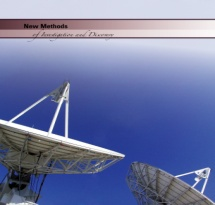 New Methods
of Investigation and Discovery